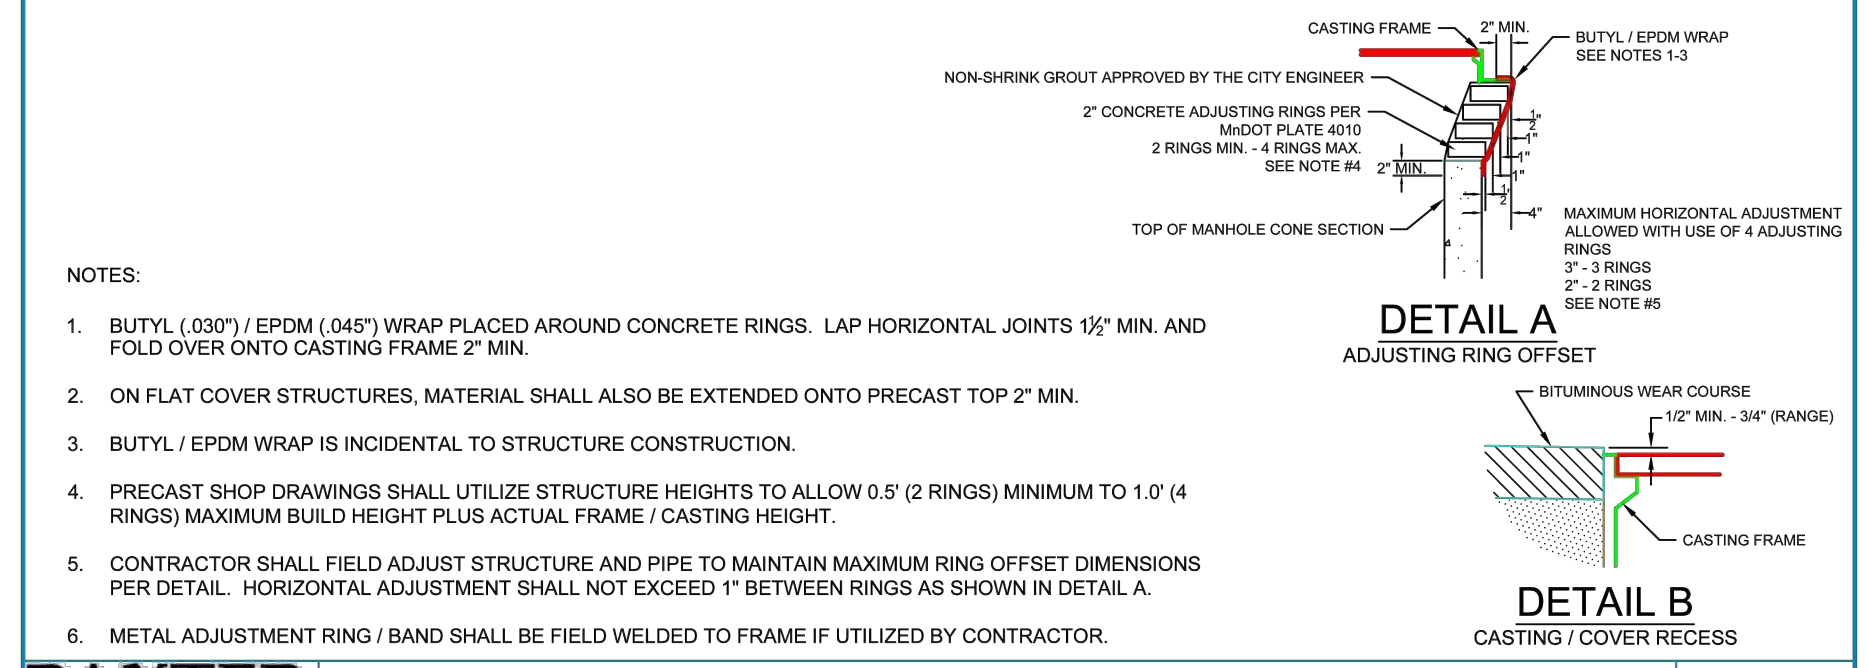 CASTING FRAME
2" MIN.
BUTYL / EPDM WRAP
SEE NOTES 1-3
NON-SHRINK GROUT APPROVED BY THE CITY ENGINEER
2" CONCRETE ADJUSTING RINGS PER
MnDOT PLATE 4010
2 RINGS MIN. - 4 RINGS MAX.
SEE NOTE #4
2" MIN.
1/2"
1"
1"
1"
1/2"
4"
TOP OF MANHOLE CONE SECTION
MAXIMUM HORIZONTAL ADJUSTMENT
ALLOWED WITH USE OF 4 ADJUSTING
RINGS
3" - 3 RINGS
2" - 2 RINGS
SEE NOTE #5
DETAIL A
ADJUSTING RING OFFSET
BITUMINOUS WEAR COURSE
1/2" MIN. - 3/4" (RANGE)
CASTING FRAME
DETAIL B
CASTING / COVER RECESS
NOTES:
1. BUTYL (.030") / EPDM (.045") WRAP PLACED AROUND CONCRETE RINGS. LAP HORIZONTAL JOINTS 1½" MIN. AND
FOLD OVER ONTO CASTING FRAME 2" MIN.
2. ON FLAT COVER STRUCTURES, MATERIAL SHALL ALSO BE EXTENDED ONTO PRECAST TOP 2" MIN.
3. BUTYL / EPDM WRAP IS INCIDENTAL TO STRUCTURE CONSTRUCTION.
4. PRECAST SHOP DRAWINGS SHALL UTILIZE STRUCTURE HEIGHTS TO ALLOW 0.5' (2 RINGS) MINIMUM TO 1.0' (4
RINGS) MAXIMUM BUILD HEIGHT PLUS ACTUAL FRAME / CASTING HEIGHT.
5. CONTRACTOR SHALL FIELD ADJUST STRUCTURE AND PIPE TO MAINTAIN MAXIMUM RING OFFSET DIMENSIONS
PER DETAIL. HORIZONTAL ADJUSTMENT SHALL NOT EXCEED 1" BETWEEN RINGS AS SHOWN IN DETAIL A.
6. METAL ADJUSTMENT RING / BAND SHALL BE FIELD WELDED TO FRAME IF UTILIZED BY CONTRACTOR.